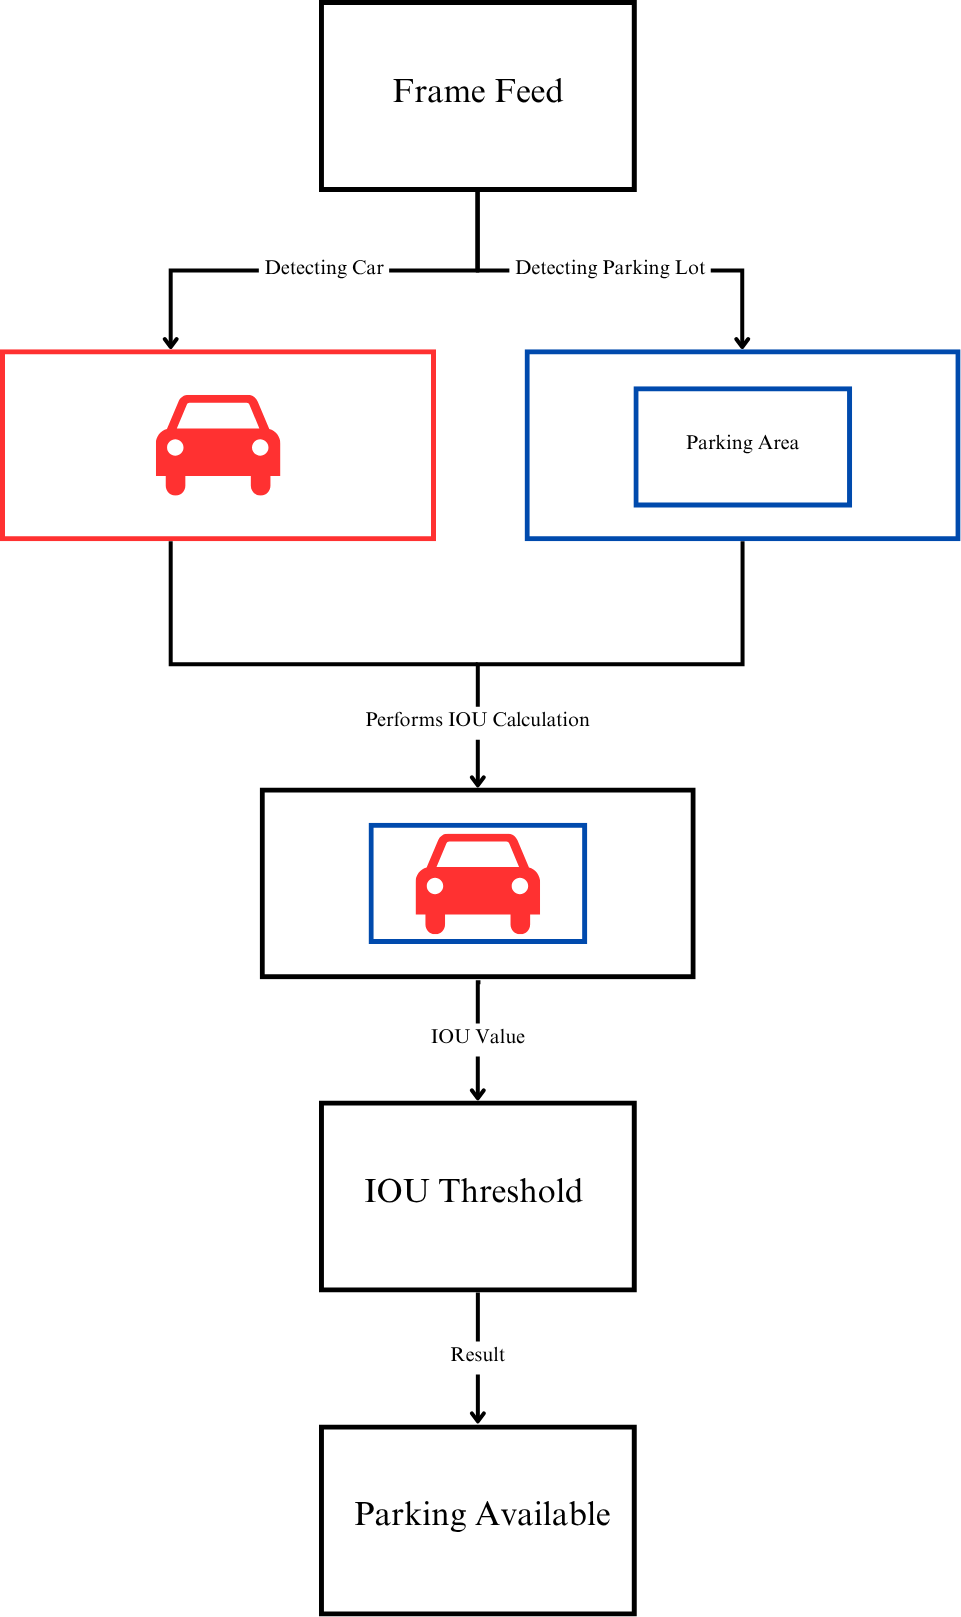 Frame Feed
Detecting Car
Detecting Parking Lot
Parking Area
Performs IOU Calculation
IOU Value
IOU Threshold
Result
Parking Available